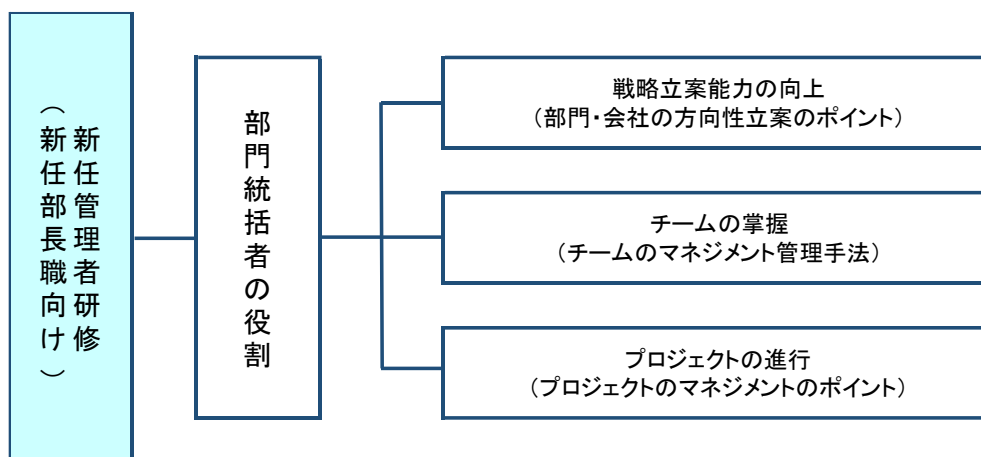 新任管理者研修
（新任部長職向け）
部門統括者の役割
戦略立案能力の向上
（部門・会社の方向性立案のポイント）
チームの掌握
（チームのマネジメント管理手法）
プロジェクトの進行
（プロジェクトのマネジメントのポイント）